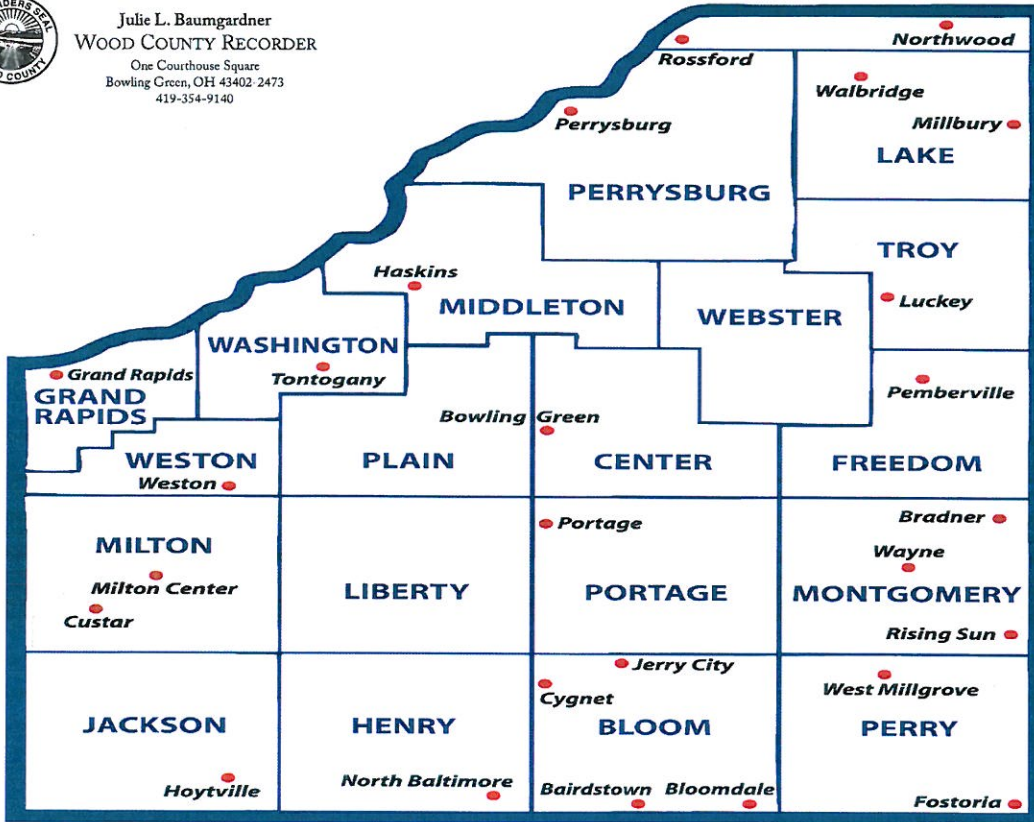 DERS SEAL
D COUNTY
Julie L. Baumgardner
WOOD COUNTY RECORDER
One Courthouse Square
Bowling Green, OH 43402-2473
419-354-9140
Northwood
Rossford
Walbridge
Perrysburg
Millbury
LAKE
PERRYSBURG
TROY
Haskins
Luckey
MIDDLETON
WEBSTER
WASHINGTON
Grand Rapids
Tontogany
GRAND
RAPIDS
Pemberville
Bowling Green
WESTON
PLAIN
CENTER
FREEDOM
Weston
Portage
Bradner
MILTON
Wayne
Milton Center
LIBERTY
PORTAGE
MONTGOMERY
Custar
Rising Sun
Jerry City
Cygnet
West Millgrove
JACKSON
HENRY
BLOOM
PERRY
Hoytville
North Baltimore
Bairdstown
Bloomdale
Fostoria